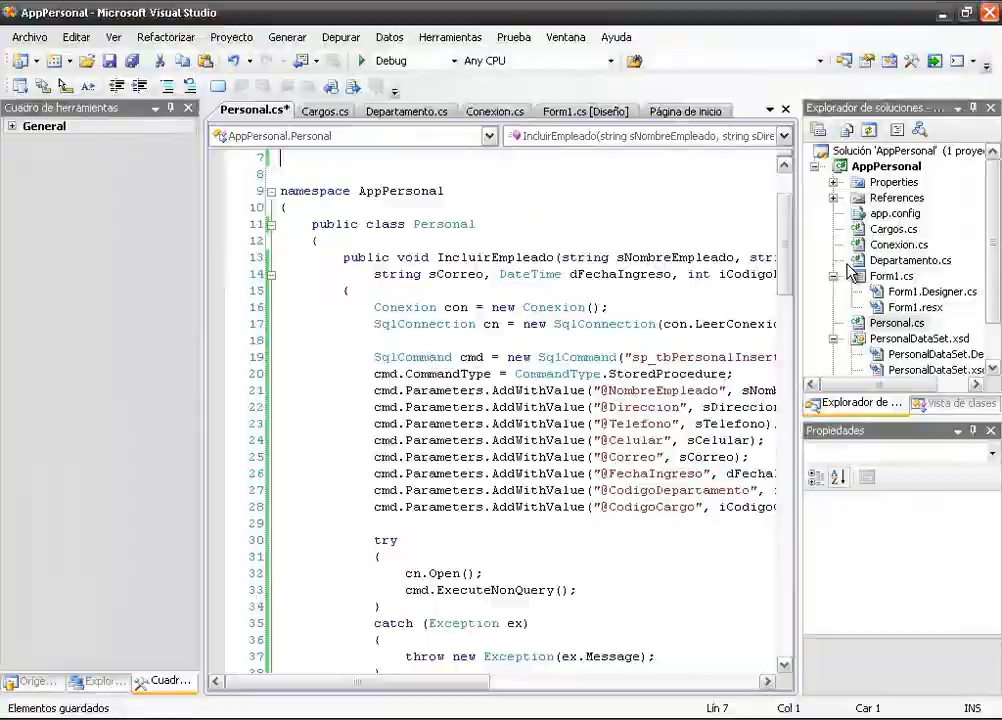 AppPersonal - Microsoft Visual Studio
Archivo Editar Ver Refactorizar Proyecto Generar Depurar Datos Herramientas Prueba Ventana Ayuda
Debug Any CPU
Cuadro de herramientas
General
Personal.cs* Cargos.cs Departamento.cs Conexion.cs Form1.cs [Diseño] Página de inicio
AppPersonal.Personal IncluirEmpleado(string sNombreEmpleado, string sDire
7
8
9 namespace AppPersonal
10 {
11 public class Personal
12 {
13 public void IncluirEmpleado(string sNombreEmpleado, stri
14 string sCorreo, DateTime dFechaIngreso, int iCodigoI
15 {
16 Conexion con = new Conexion();
17 SqlConnection cn = new SqlConnection(con.LeerConexio
18
19 SqlCommand cmd = new SqlCommand("sp_tbPersonalInsert
20 cmd.CommandType = CommandType.StoredProcedure;
21 cmd.Parameters.AddWithValue("@NombreEmpleado", sNomb
22 cmd.Parameters.AddWithValue("@Direccion", sDireccion
23 cmd.Parameters.AddWithValue("@Telefono", sTelefono)
24 cmd.Parameters.AddWithValue("@Celular", sCelular);
25 cmd.Parameters.AddWithValue("@Correo", sCorreo);
26 cmd.Parameters.AddWithValue("@FechaIngreso", dFecha
27 cmd.Parameters.AddWithValue("@CodigoDepartamento", i
28 cmd.Parameters.AddWithValue("@CodigoCargo", iCodigo
29
30 try
31 {
32 cn.Open();
33 cmd.ExecuteNonQuery();
34 }
35 catch (Exception ex)
36 {
37 throw new Exception(ex.Message);
38 }
Explorador de soluciones - ...
Solución 'AppPersonal' (1 proye
AppPersonal
Properties
References
app.config
Cargos.cs
Conexion.cs
Departamento.cs
Form1.cs
Form1.Designer.cs
Form1.resx
Personal.cs
PersonalDataSet.xsd
PersonalDataSet.De
PersonalDataSet.xsc
Explorador de ... Vista de clases
Propiedades
Oríge... Explor... Cuadr...
Elementos guardados Lín 7 Col 1 Car 1 INS